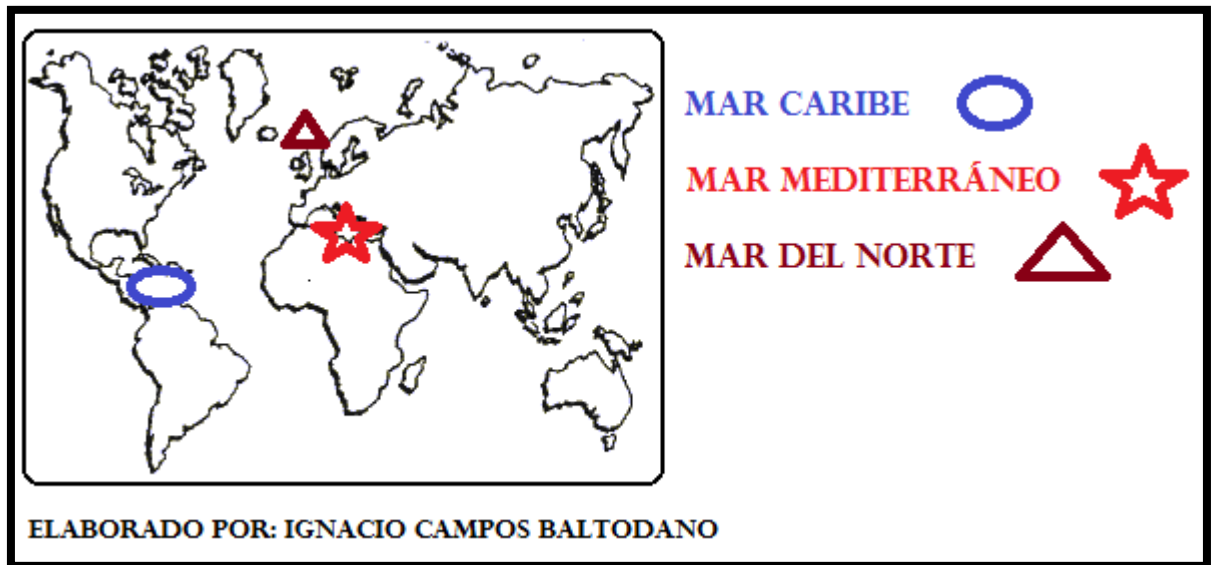 MAR CARIBE
MAR MEDITERRÁNEO
MAR DEL NORTE
ELABORADO POR: IGNACIO CAMPOS BALTODANO